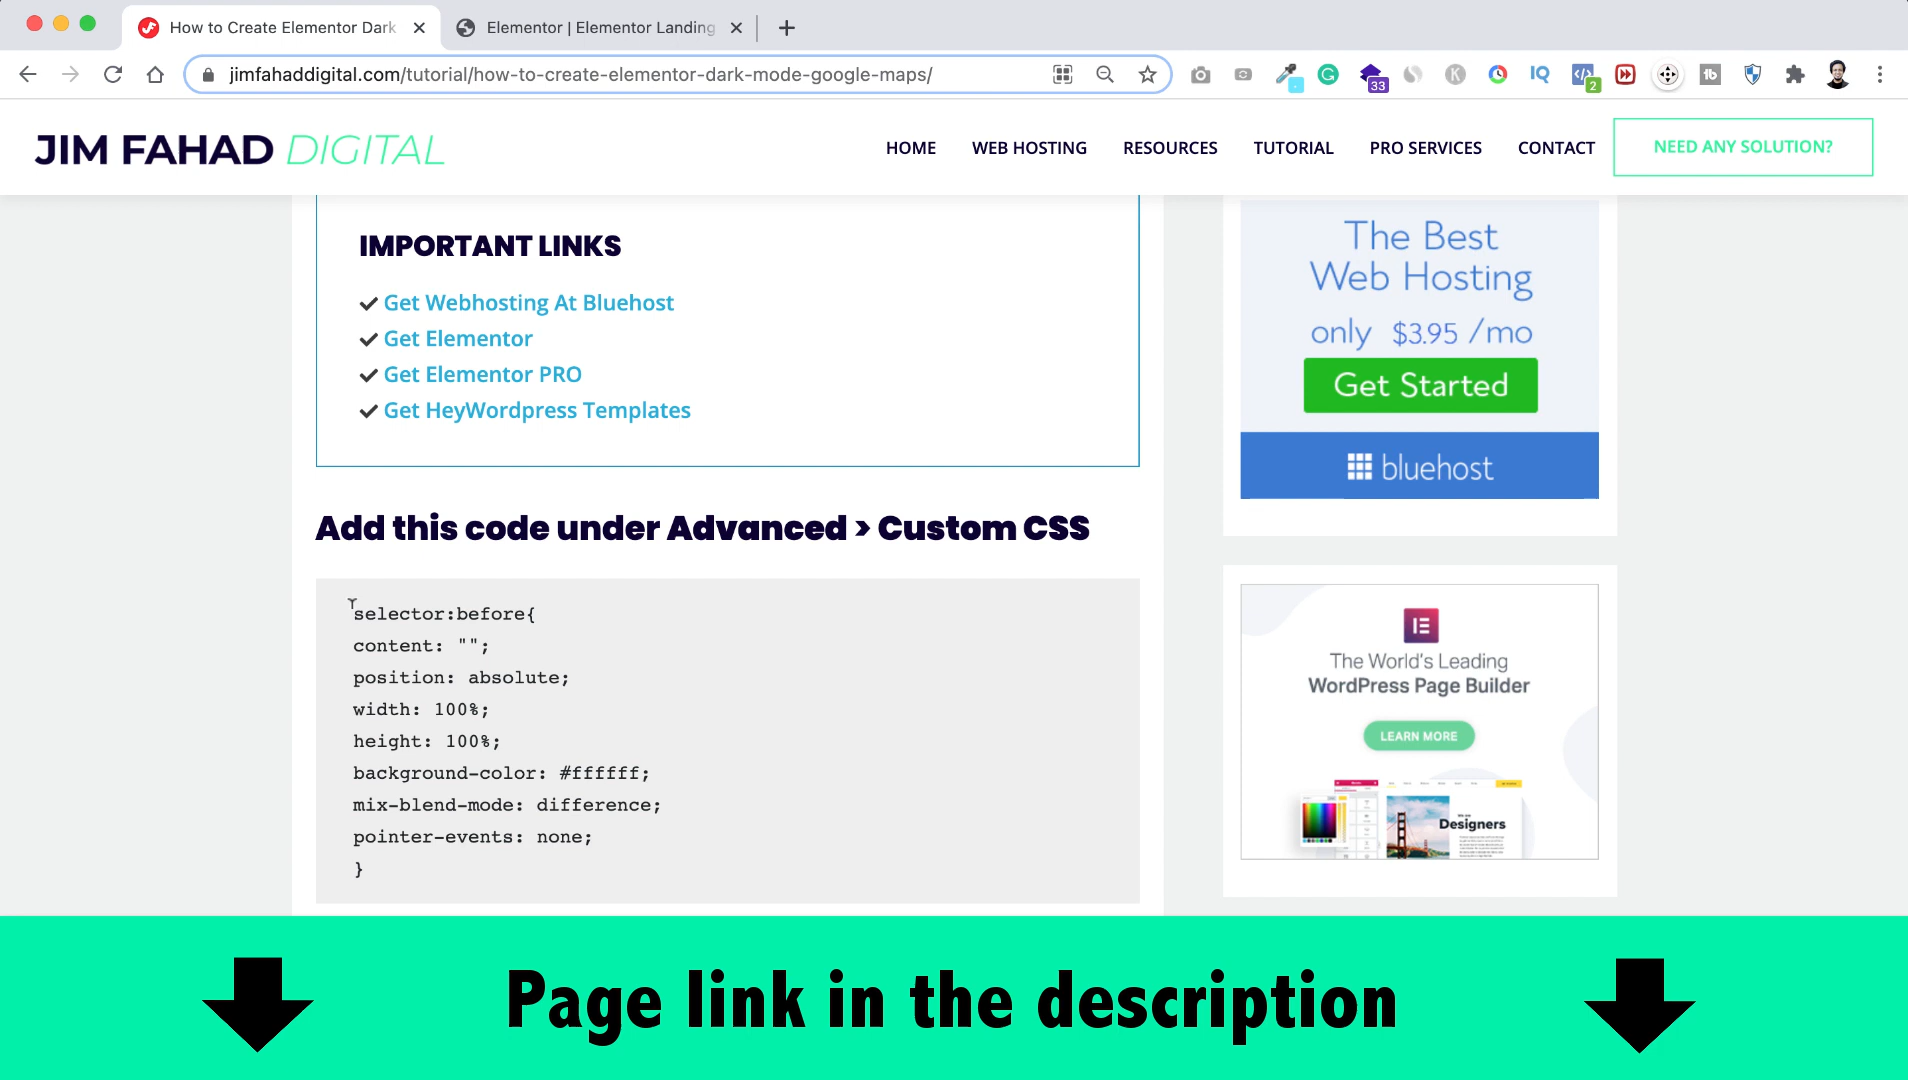 How to Create Elementor Dark
Elementor | Elementor Landing
jimfahaddigital.com/tutorial/how-to-create-elementor-dark-mode-google-maps/
33
IQ
2
tb
JIM FAHAD DIGITAL
HOME
WEB HOSTING
RESOURCES
TUTORIAL
PRO SERVICES
CONTACT
NEED ANY SOLUTION?
IMPORTANT LINKS
Get Webhosting At Bluehost
Get Elementor
Get Elementor PRO
Get HeyWordpress Templates
Add this code under Advanced > Custom CSS
selector:before{
content: "";
position: absolute;
width: 100%;
height: 100%;
background-color: #ffffff;
mix-blend-mode: difference;
pointer-events: none;
}
The Best
Web Hosting
only $3.95 /mo
Get Started
bluehost
The World's Leading
WordPress Page Builder
LEARN MORE
Designers
Page link in the description